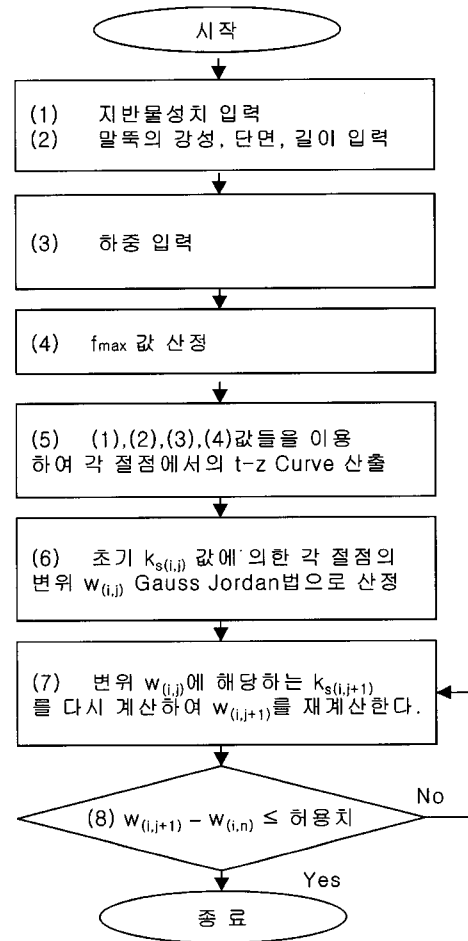 시작
(1) 지반물성치 입력
(2) 말뚝의 강성, 단면, 길이 입력
(3) 하중 입력
(4) fmax 값 산정
(5) (1),(2),(3),(4)값들을 이용
하여 각 절점에서의 t-z Curve 산출
(6) 초기 ks(i,j) 값에 의한 각 절점의
변위 w(i,j) Gauss Jordan법으로 산정
(7) 변위 w(i,j)에 해당하는 ks(i,j+1)
를 다시 계산하여 w(i,j+1)를 재계산한다.
(8) w(i,j+1) – w(i,n) ≤ 허용치
No
Yes
종료